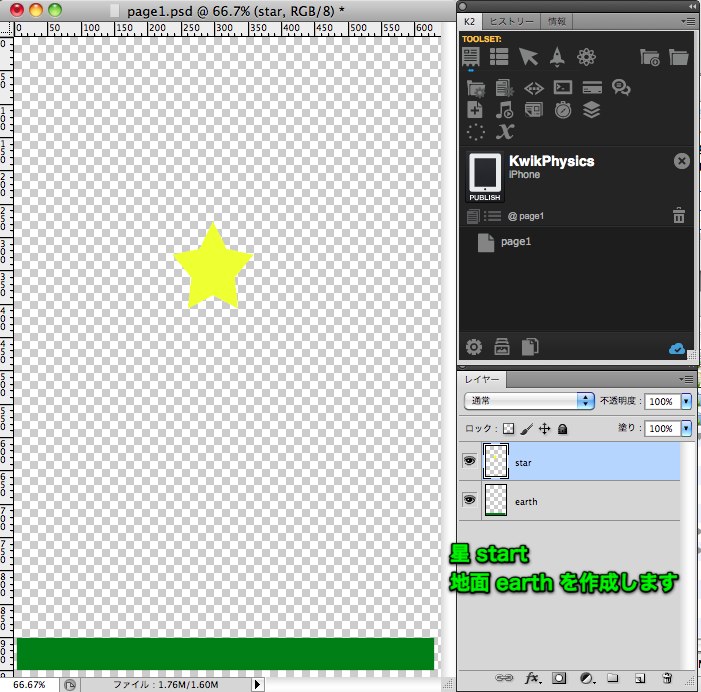 page1.psd @ 66.7% (star, RGB/8) *
0 50 100 150 200 250 300 350 400 450 500 550 600
0
50
100
150
200
250
300
350
400
450
500
550
600
650
700
750
800
850
900
K2 ヒストリー 情報
TOOLSET:
KwikPhysics
iPhone
PUBLISH
@ page1
page1
レイヤー
通常 不透明度: 100%
ロック: 塗り: 100%
star
earth
星 start
地面 earth を作成します
66.67% ファイル : 1.76M/1.60M
fx